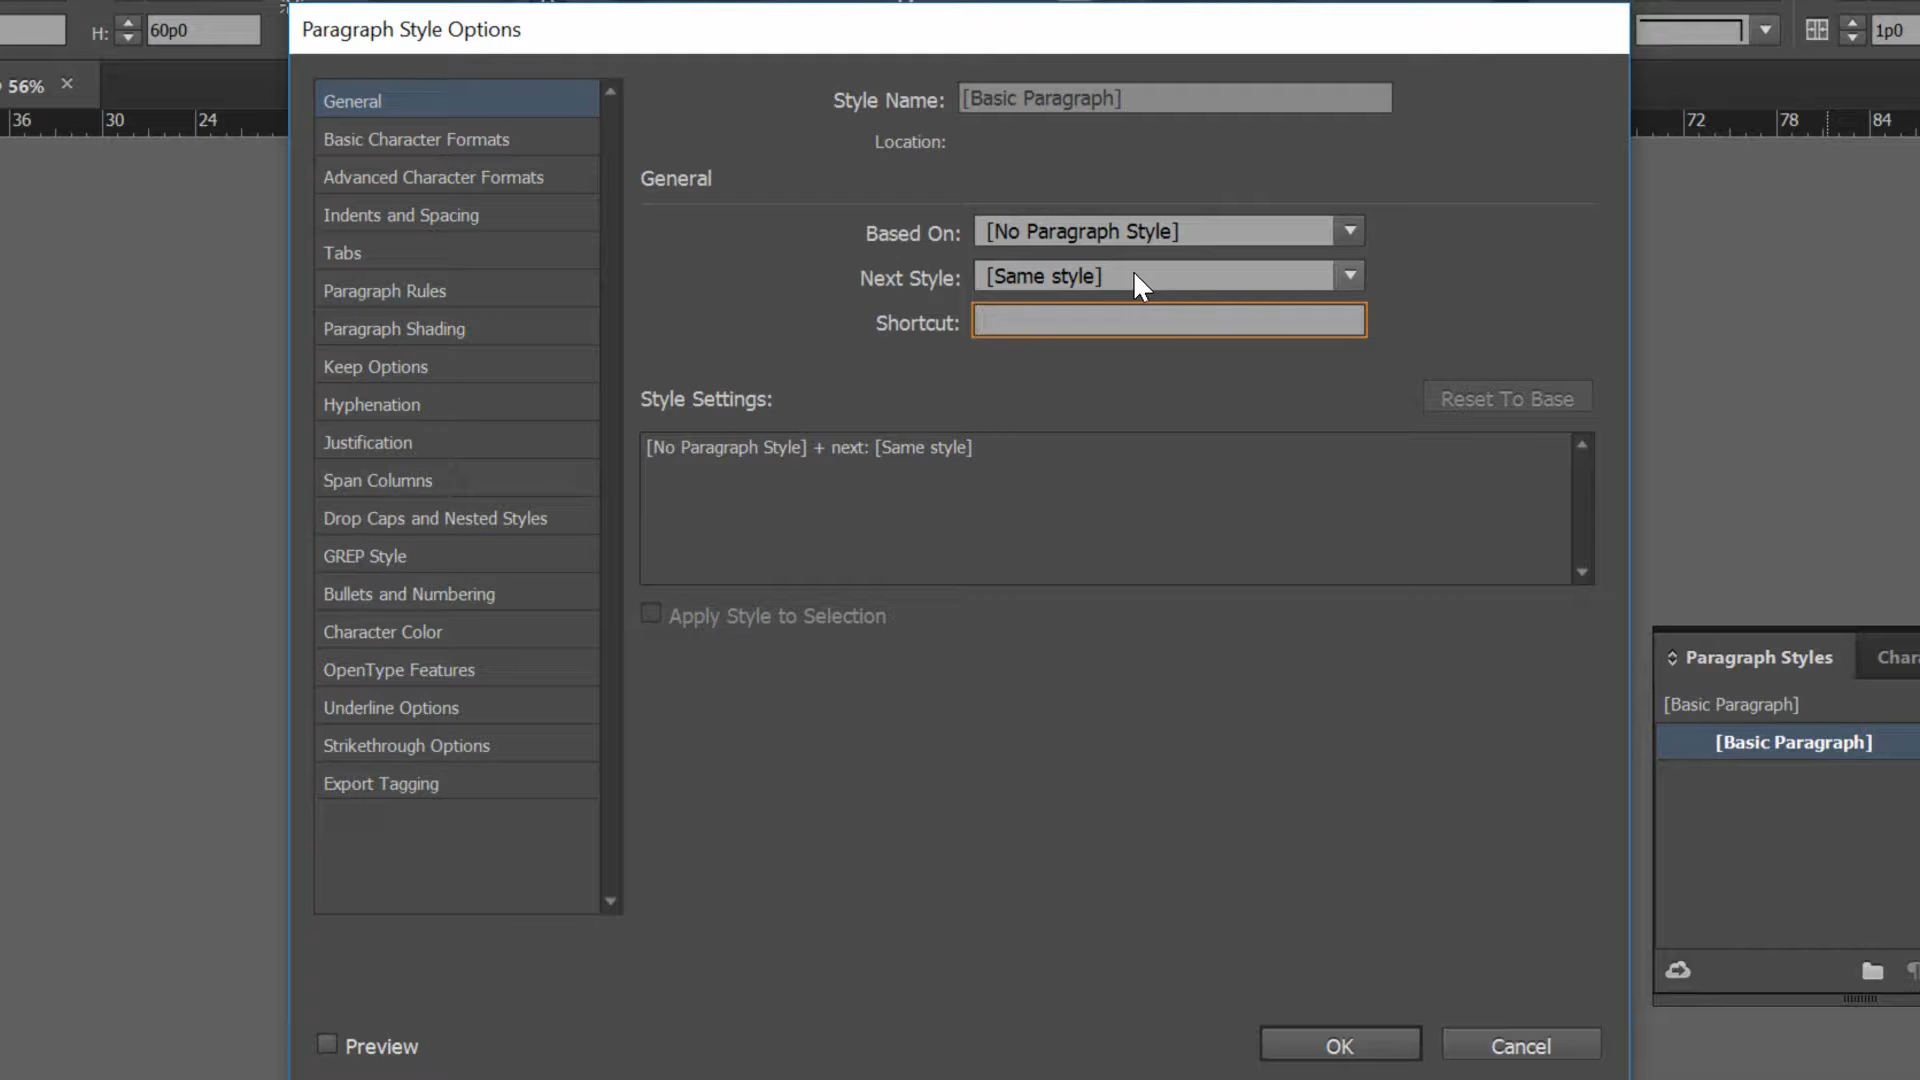 Paragraph Style Options
H: 60p0
1p0
56% ×
36 30 24
72 78 84
General
Basic Character Formats
Advanced Character Formats
Indents and Spacing
Tabs
Paragraph Rules
Paragraph Shading
Keep Options
Hyphenation
Justification
Span Columns
Drop Caps and Nested Styles
GREP Style
Bullets and Numbering
Character Color
OpenType Features
Underline Options
Strikethrough Options
Export Tagging
Style Name: [Basic Paragraph]
Location:
General
Based On: [No Paragraph Style]
Next Style: [Same style]
Shortcut:
Style Settings:
Reset To Base
[No Paragraph Style] + next: [Same style]
Apply Style to Selection
Preview
OK
Cancel
Paragraph Styles
[Basic Paragraph]
[Basic Paragraph]